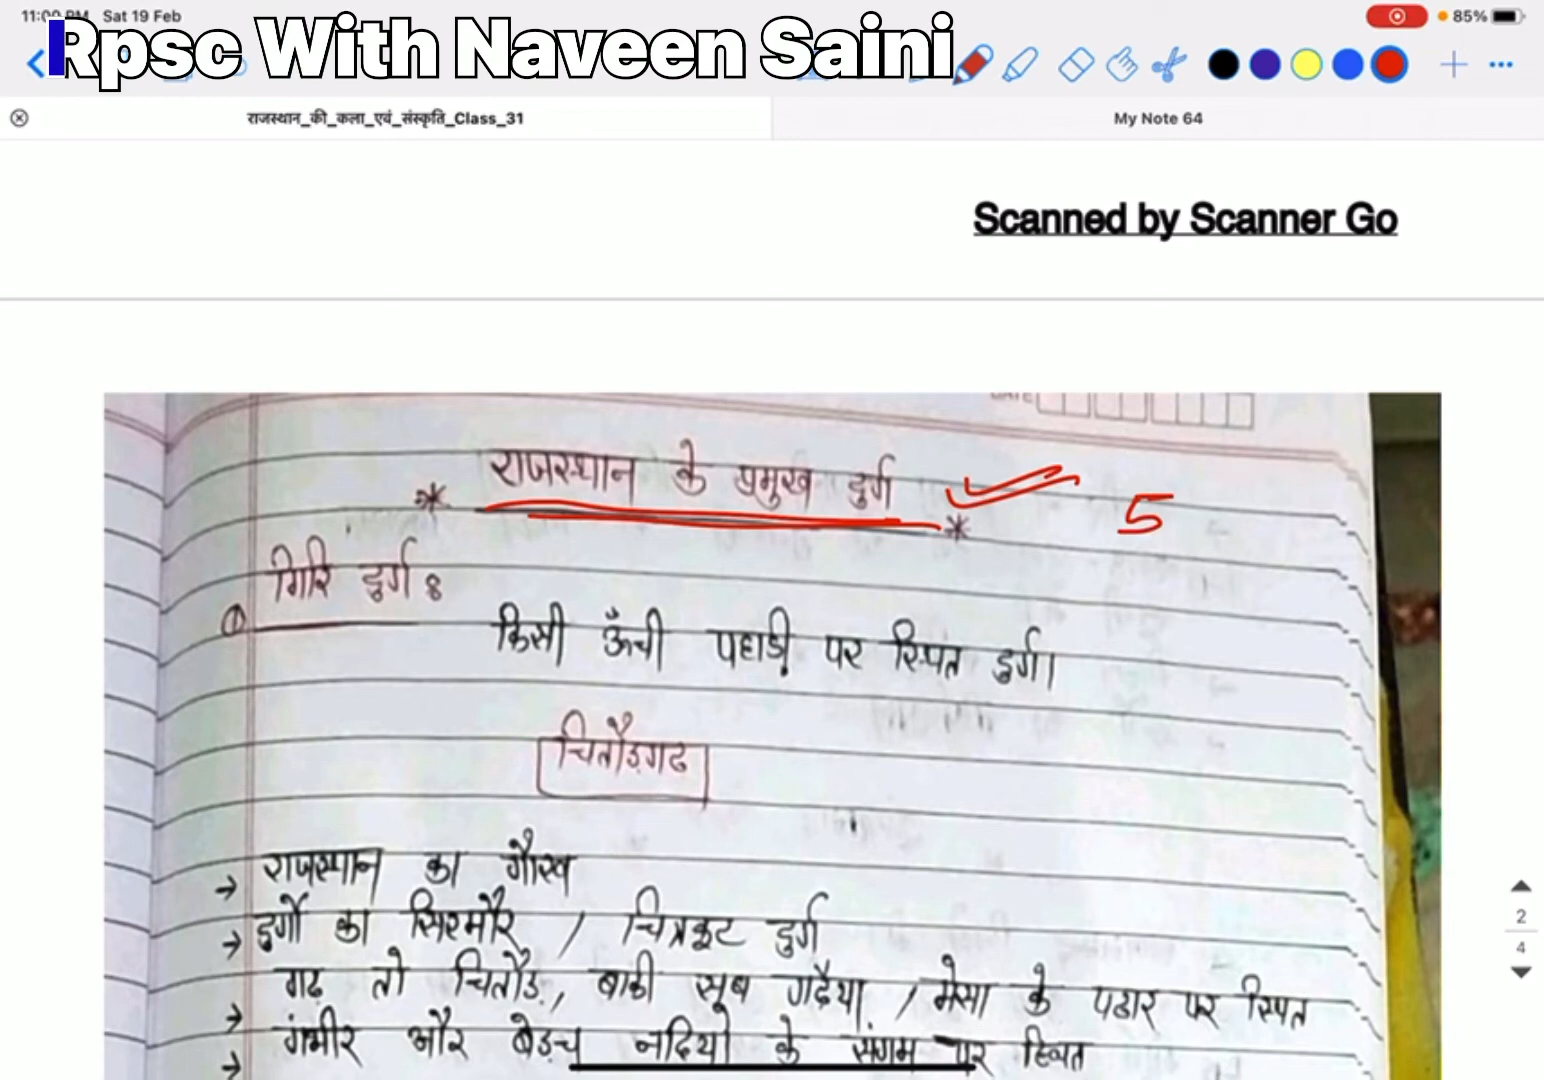 11:00 PM Sat 19 Feb
85%
Rpsc With Naveen Saini
राजस्थान_की_कला_एवं_संस्कृति_Class_31
My Note 64
Scanned by Scanner Go
DATE
* राजस्थान के प्रमुख दुर्ग * 5
① गिरि दुर्ग :
किसी ऊँची पहाड़ी पर स्थित दुर्ग।
चितौड़गढ
→ राजस्थान का गौरव
→ दुर्गों का सिरमौर / चित्रकूट दुर्ग
→ गढ तो चितौड़, बाकी सब गढैया / मेसा के पठार पर स्थित
→ गंभीर और बेड़च नदियों के संगम पर स्थित
2
4